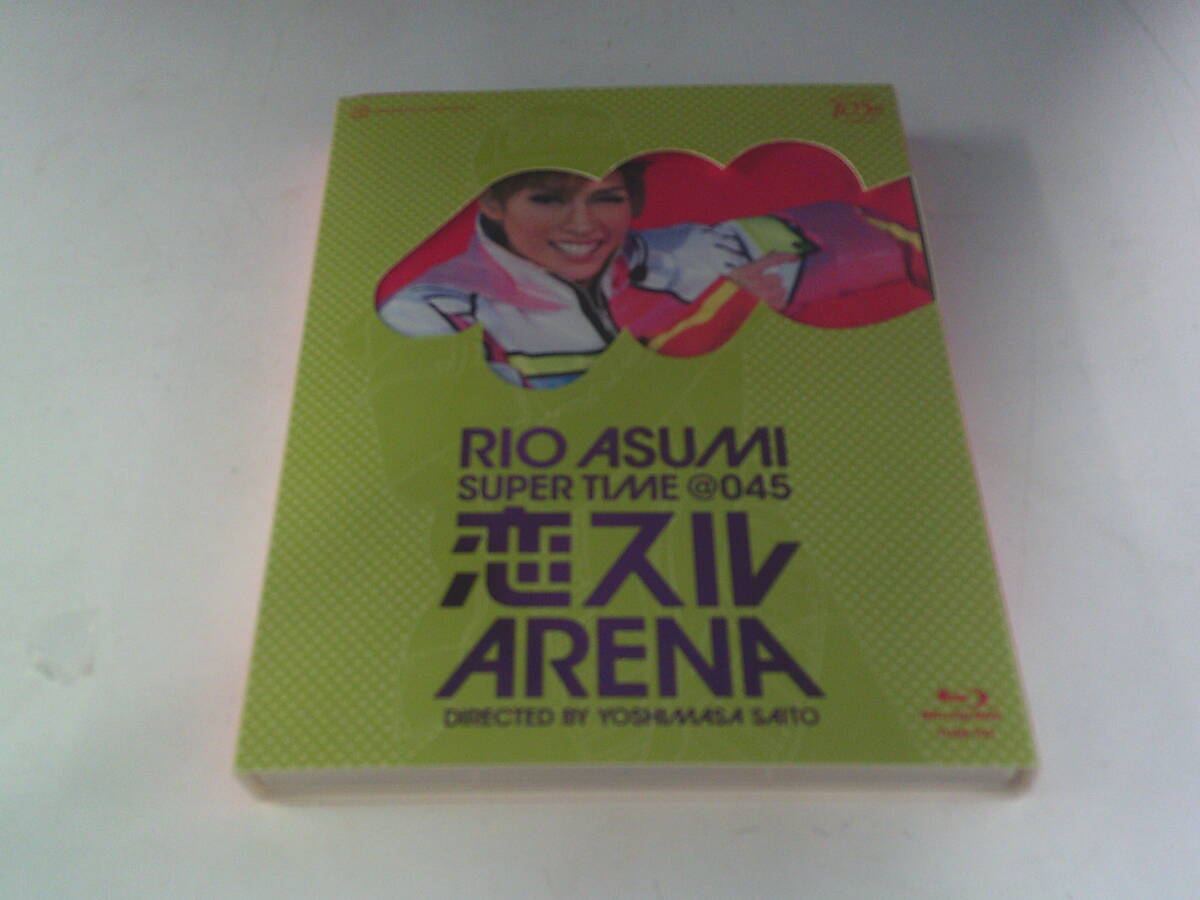 RIO ASUMI
SUPER TIME @045
恋スル
ARENA
DIRECTED BY YOSHIMASA SAITO